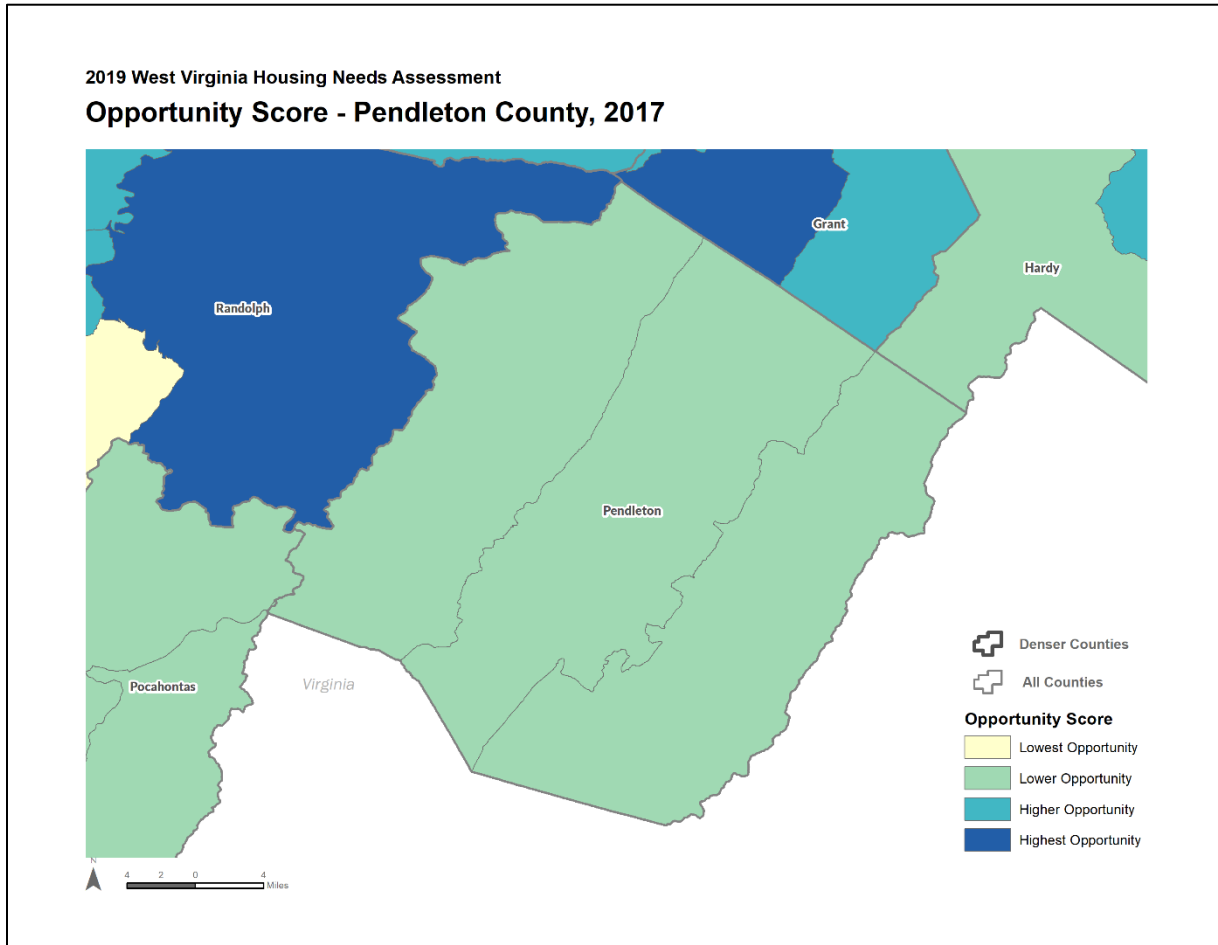 2019 West Virginia Housing Needs Assessment
Opportunity Score - Pendleton County, 2017
Grant
Hardy
Randolph
Pendleton
Pocahontas
Virginia
Denser Counties
All Counties
Opportunity Score
Lowest Opportunity
Lower Opportunity
Higher Opportunity
Highest Opportunity
N
4 2 0 4
Miles